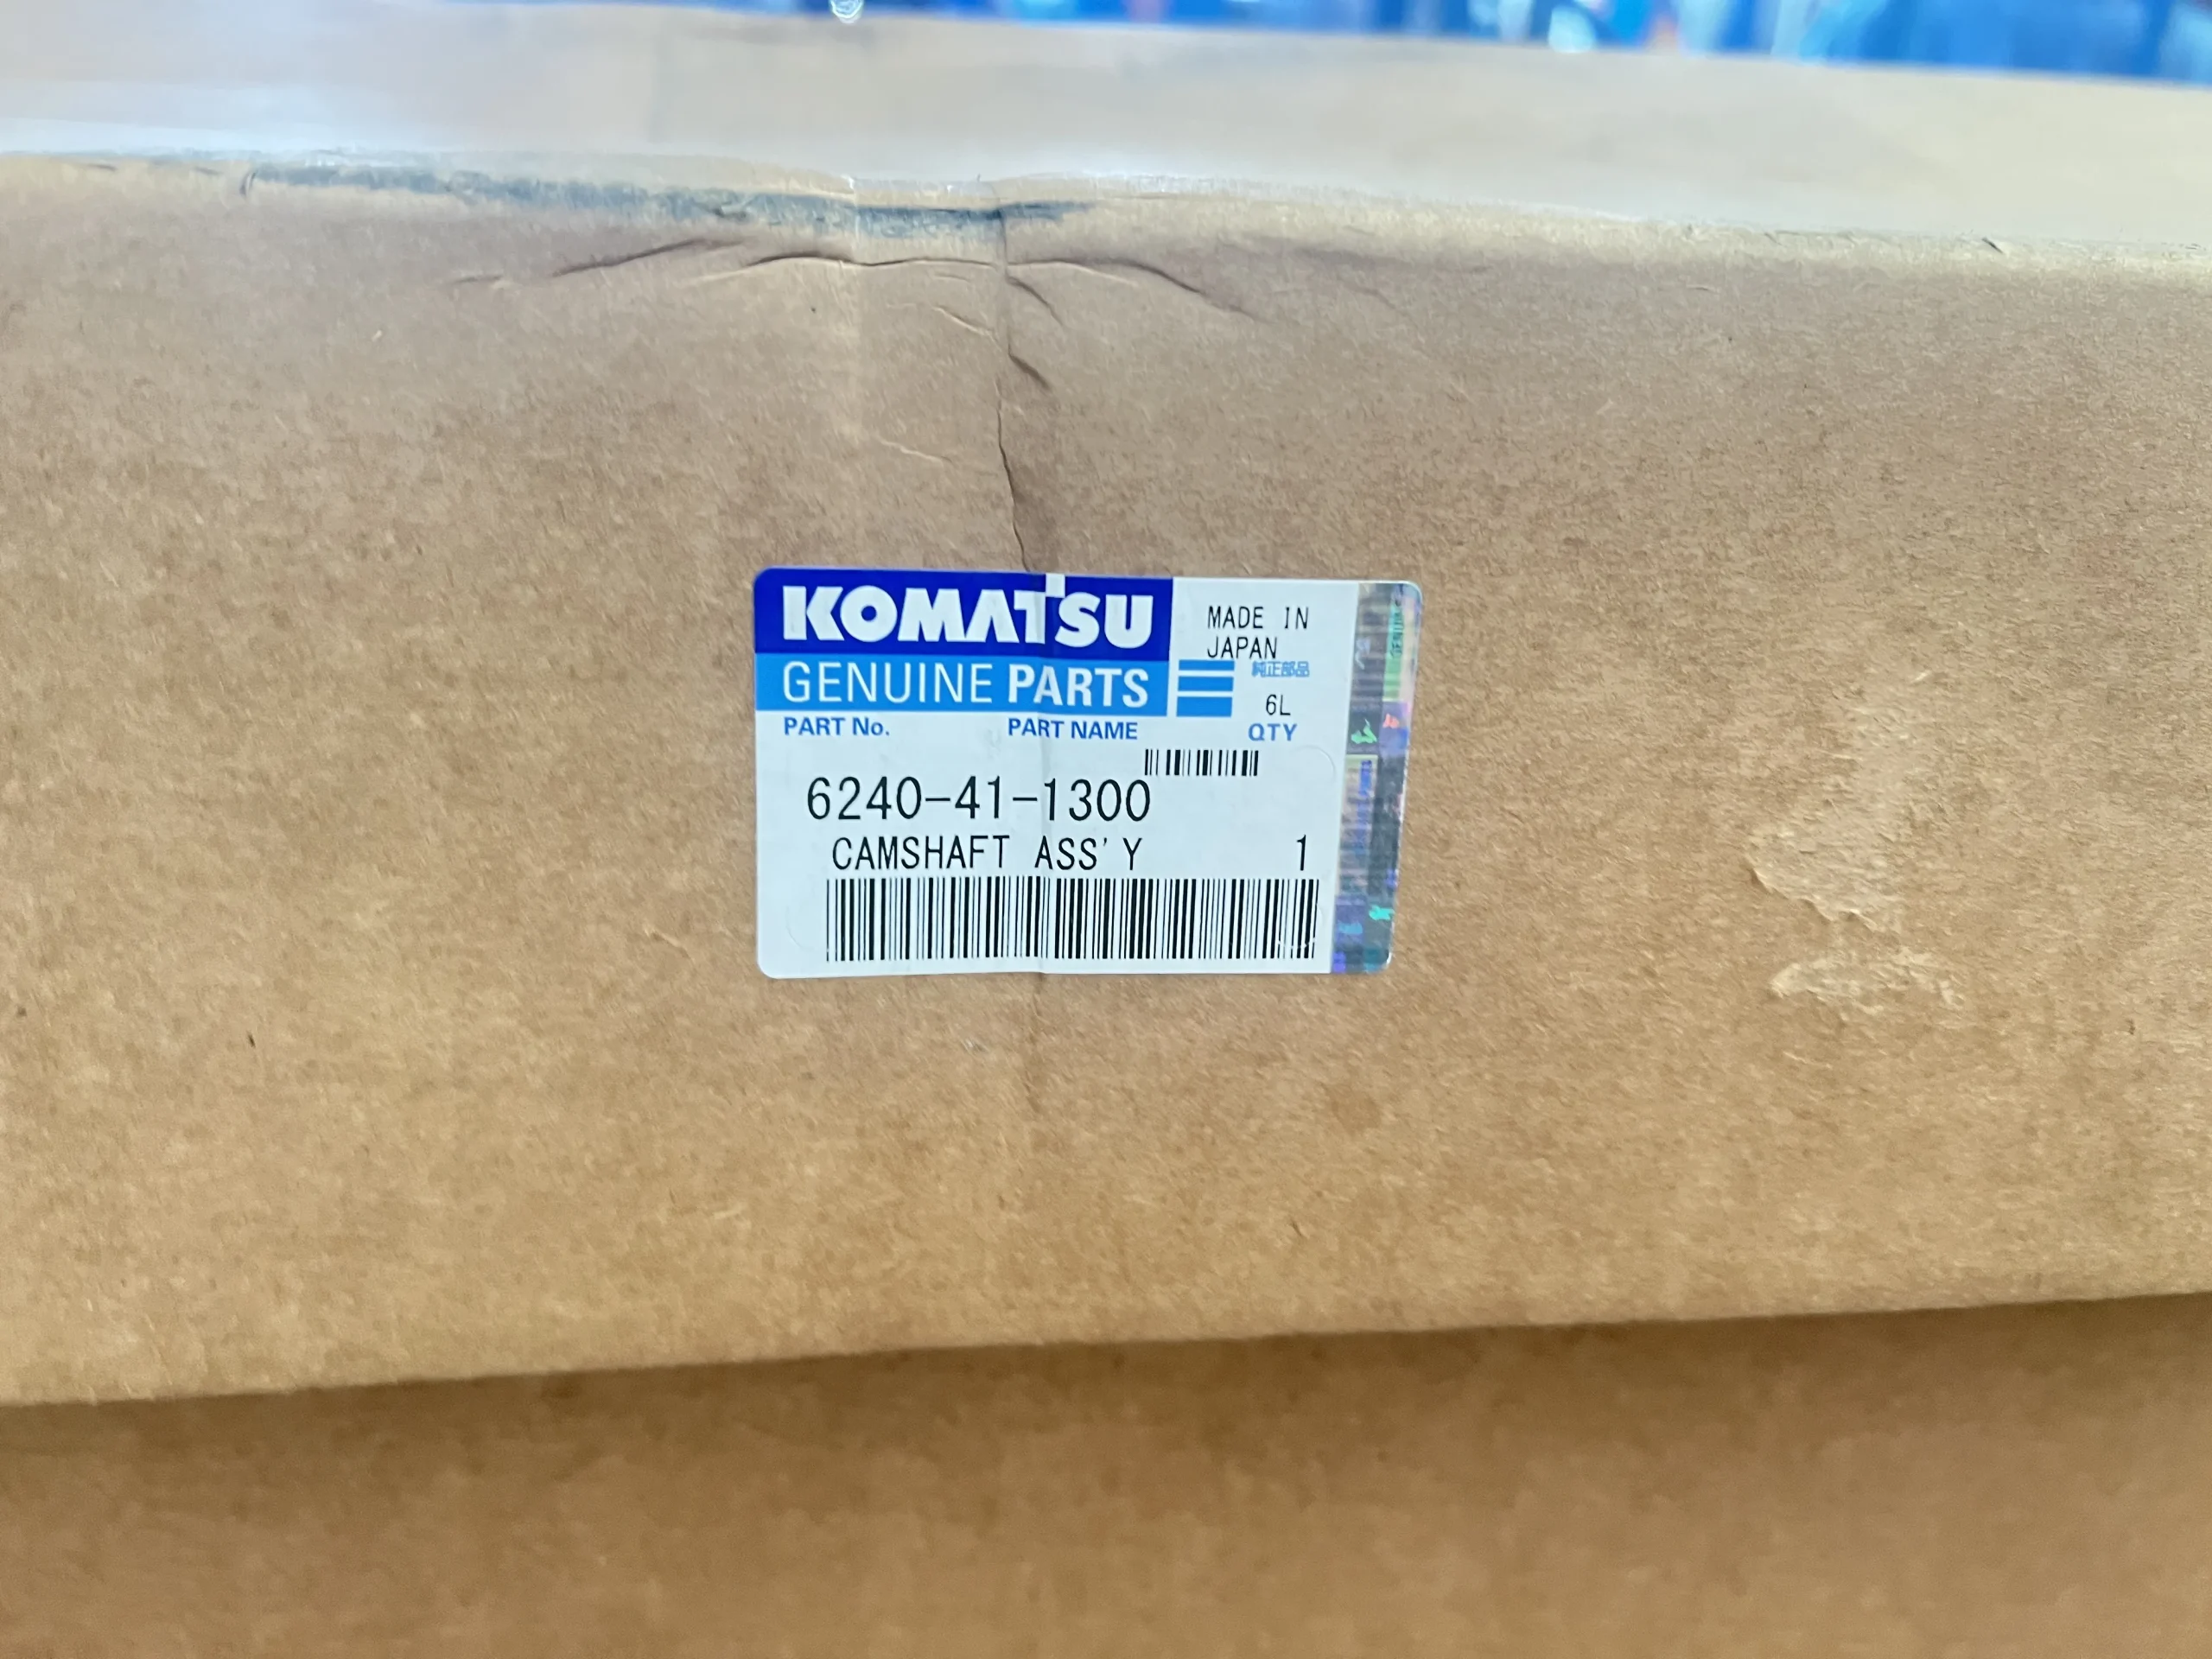 KOMATSU
GENUINE PARTS
MADE IN
JAPAN
純正部品
6L
PART No. PART NAME QTY
6240-41-1300
CAMSHAFT ASS'Y 1